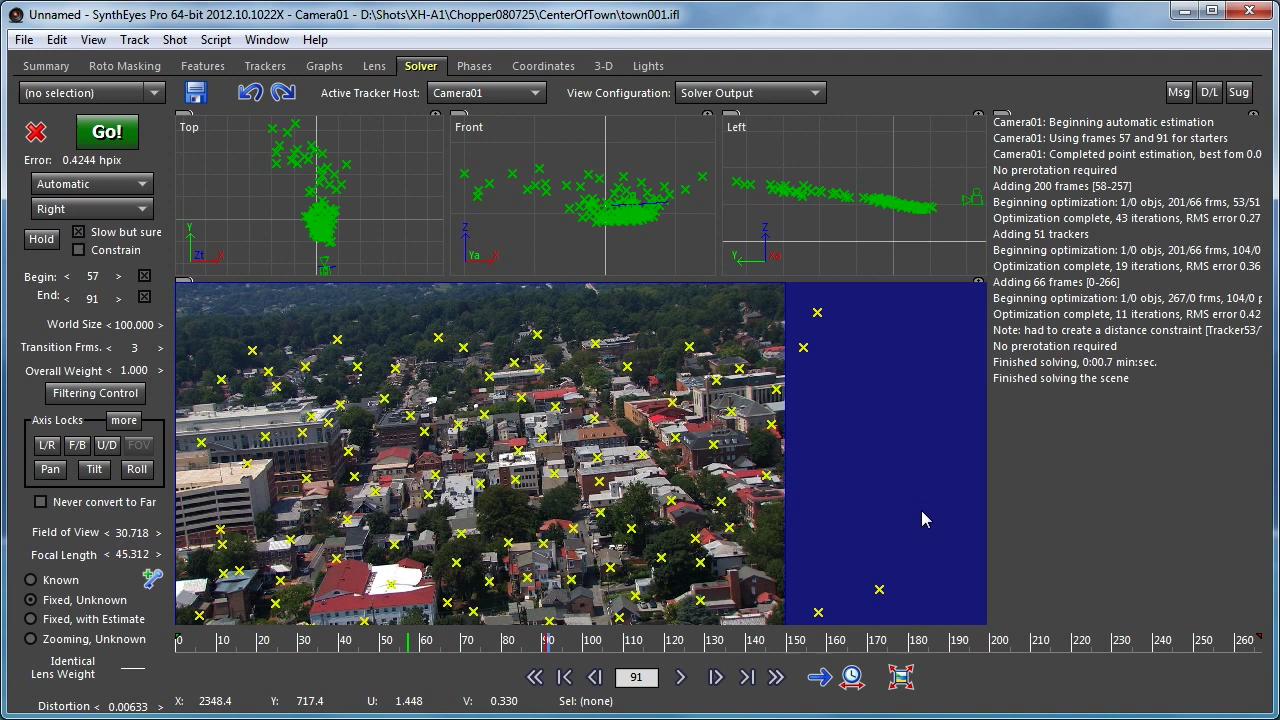 Unnamed - SynthEyes Pro 64-bit 2012.10.1022X - Camera01 - D:\Shots\XH-A1\Chopper080725\CenterOfTown\town001.ifl
File Edit View Track Shot Script Window Help
Summary Roto Masking Features Trackers Graphs Lens Solver Phases Coordinates 3-D Lights
(no selection) Active Tracker Host: Camera01 View Configuration: Solver Output Msg D/L Sug
Go!
Error: 0.4244 hpix
Automatic
Right
Hold Slow but sure
Constrain
Begin: < 57 >
End: < 91 >
World Size < 100.000 >
Transition Frms. < 3 >
Overall Weight < 1.000 >
Filtering Control
Axis Locks more
L/R F/B U/D FOV
Pan Tilt Roll
Never convert to Far
Field of View < 30.718 >
Focal Length < 45.312 >
Known
Fixed, Unknown
Fixed, with Estimate
Zooming, Unknown
Identical
Lens Weight
Distortion < 0.00633 >
Top
Y
Zt X
Front
Z
Ya X
Left
Z
Y Xa
Camera01: Beginning automatic estimation
Camera01: Using frames 57 and 91 for starters
Camera01: Completed point estimation, best fom 0.0
No prerotation required
Adding 200 frames [58-257]
Beginning optimization: 1/0 objs, 201/66 frms, 53/51
Optimization complete, 43 iterations, RMS error 0.27
Adding 51 trackers
Beginning optimization: 1/0 objs, 201/66 frms, 104/0
Optimization complete, 19 iterations, RMS error 0.36
Adding 66 frames [0-266]
Beginning optimization: 1/0 objs, 267/0 frms, 104/0 p
Optimization complete, 11 iterations, RMS error 0.42
Note: had to create a distance constraint [Tracker53/
No prerotation required
Finished solving, 0:00.7 min:sec.
Finished solving the scene
0 10 20 30 40 50 60 70 80 100 110 120 130 140 150 160 170 180 190 200 210 220 230 240 250 260
91
X: 2348.4 Y: 717.4 U: 1.448 V: 0.330 Sel: (none)